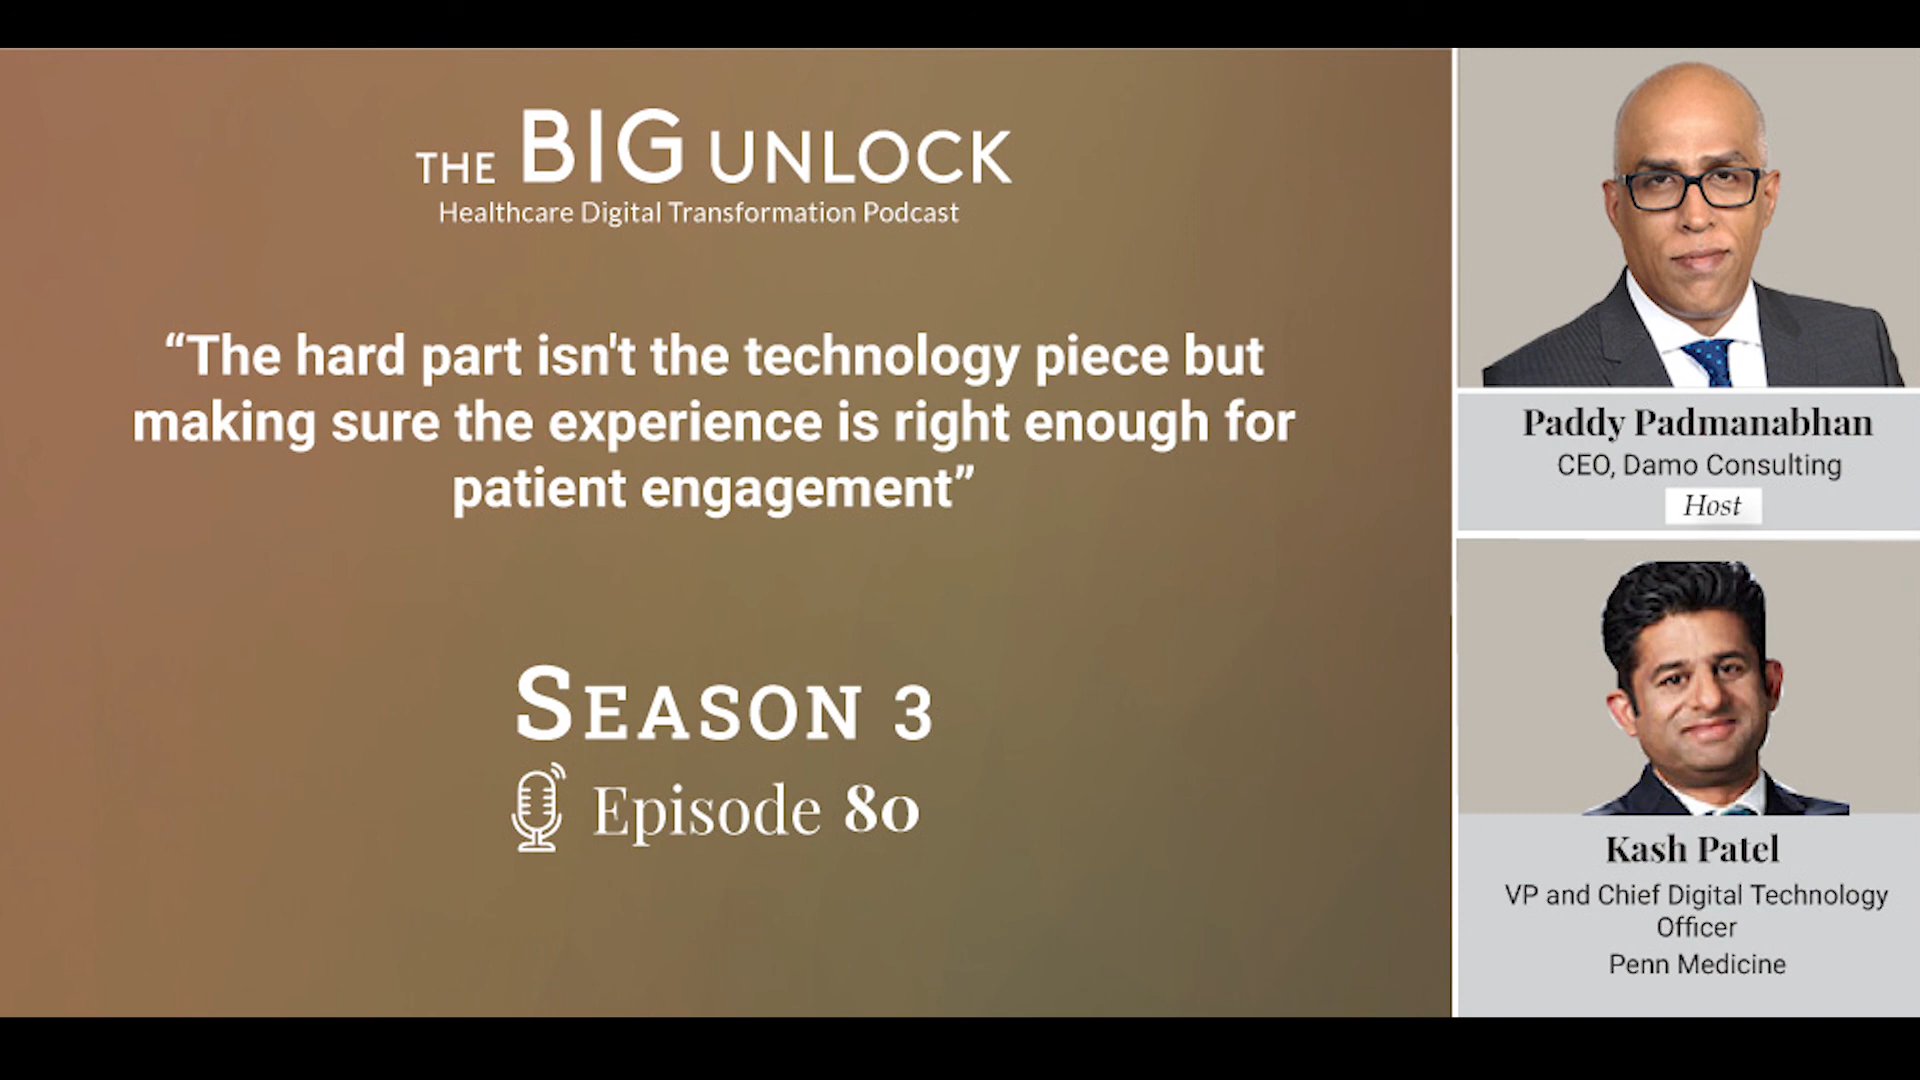 THE BIG UNLOCK
Healthcare Digital Transformation Podcast
“The hard part isn't the technology piece but
making sure the experience is right enough for
patient engagement”
SEASON 3
Episode 80
Paddy Padmanabhan
CEO, Damo Consulting
Host
Kash Patel
VP and Chief Digital Technology
Officer
Penn Medicine